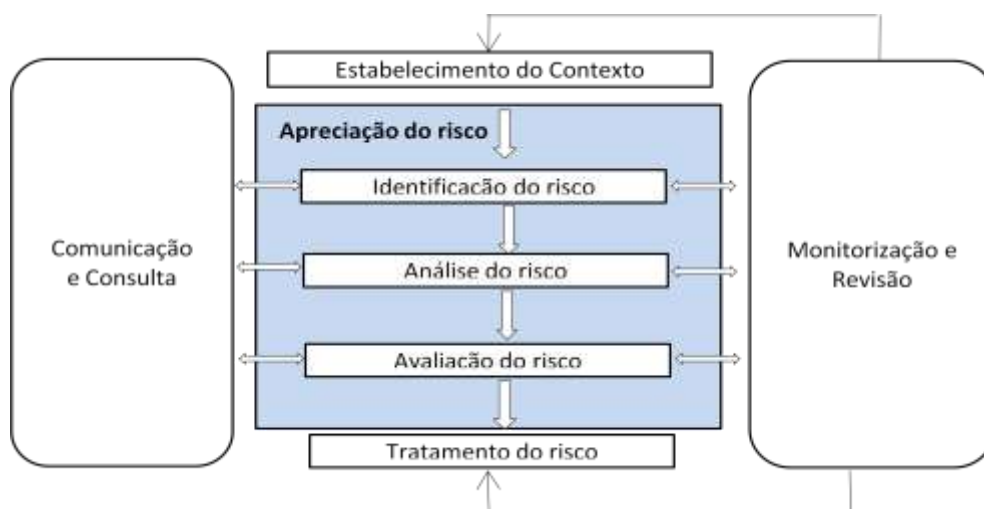 Estabelecimento do Contexto
Apreciação do risco
Identificacão do risco
Comunicação
e Consulta
Análise do risco
Monitorização e
Revisão
Avaliacão do risco
Tratamento do risco